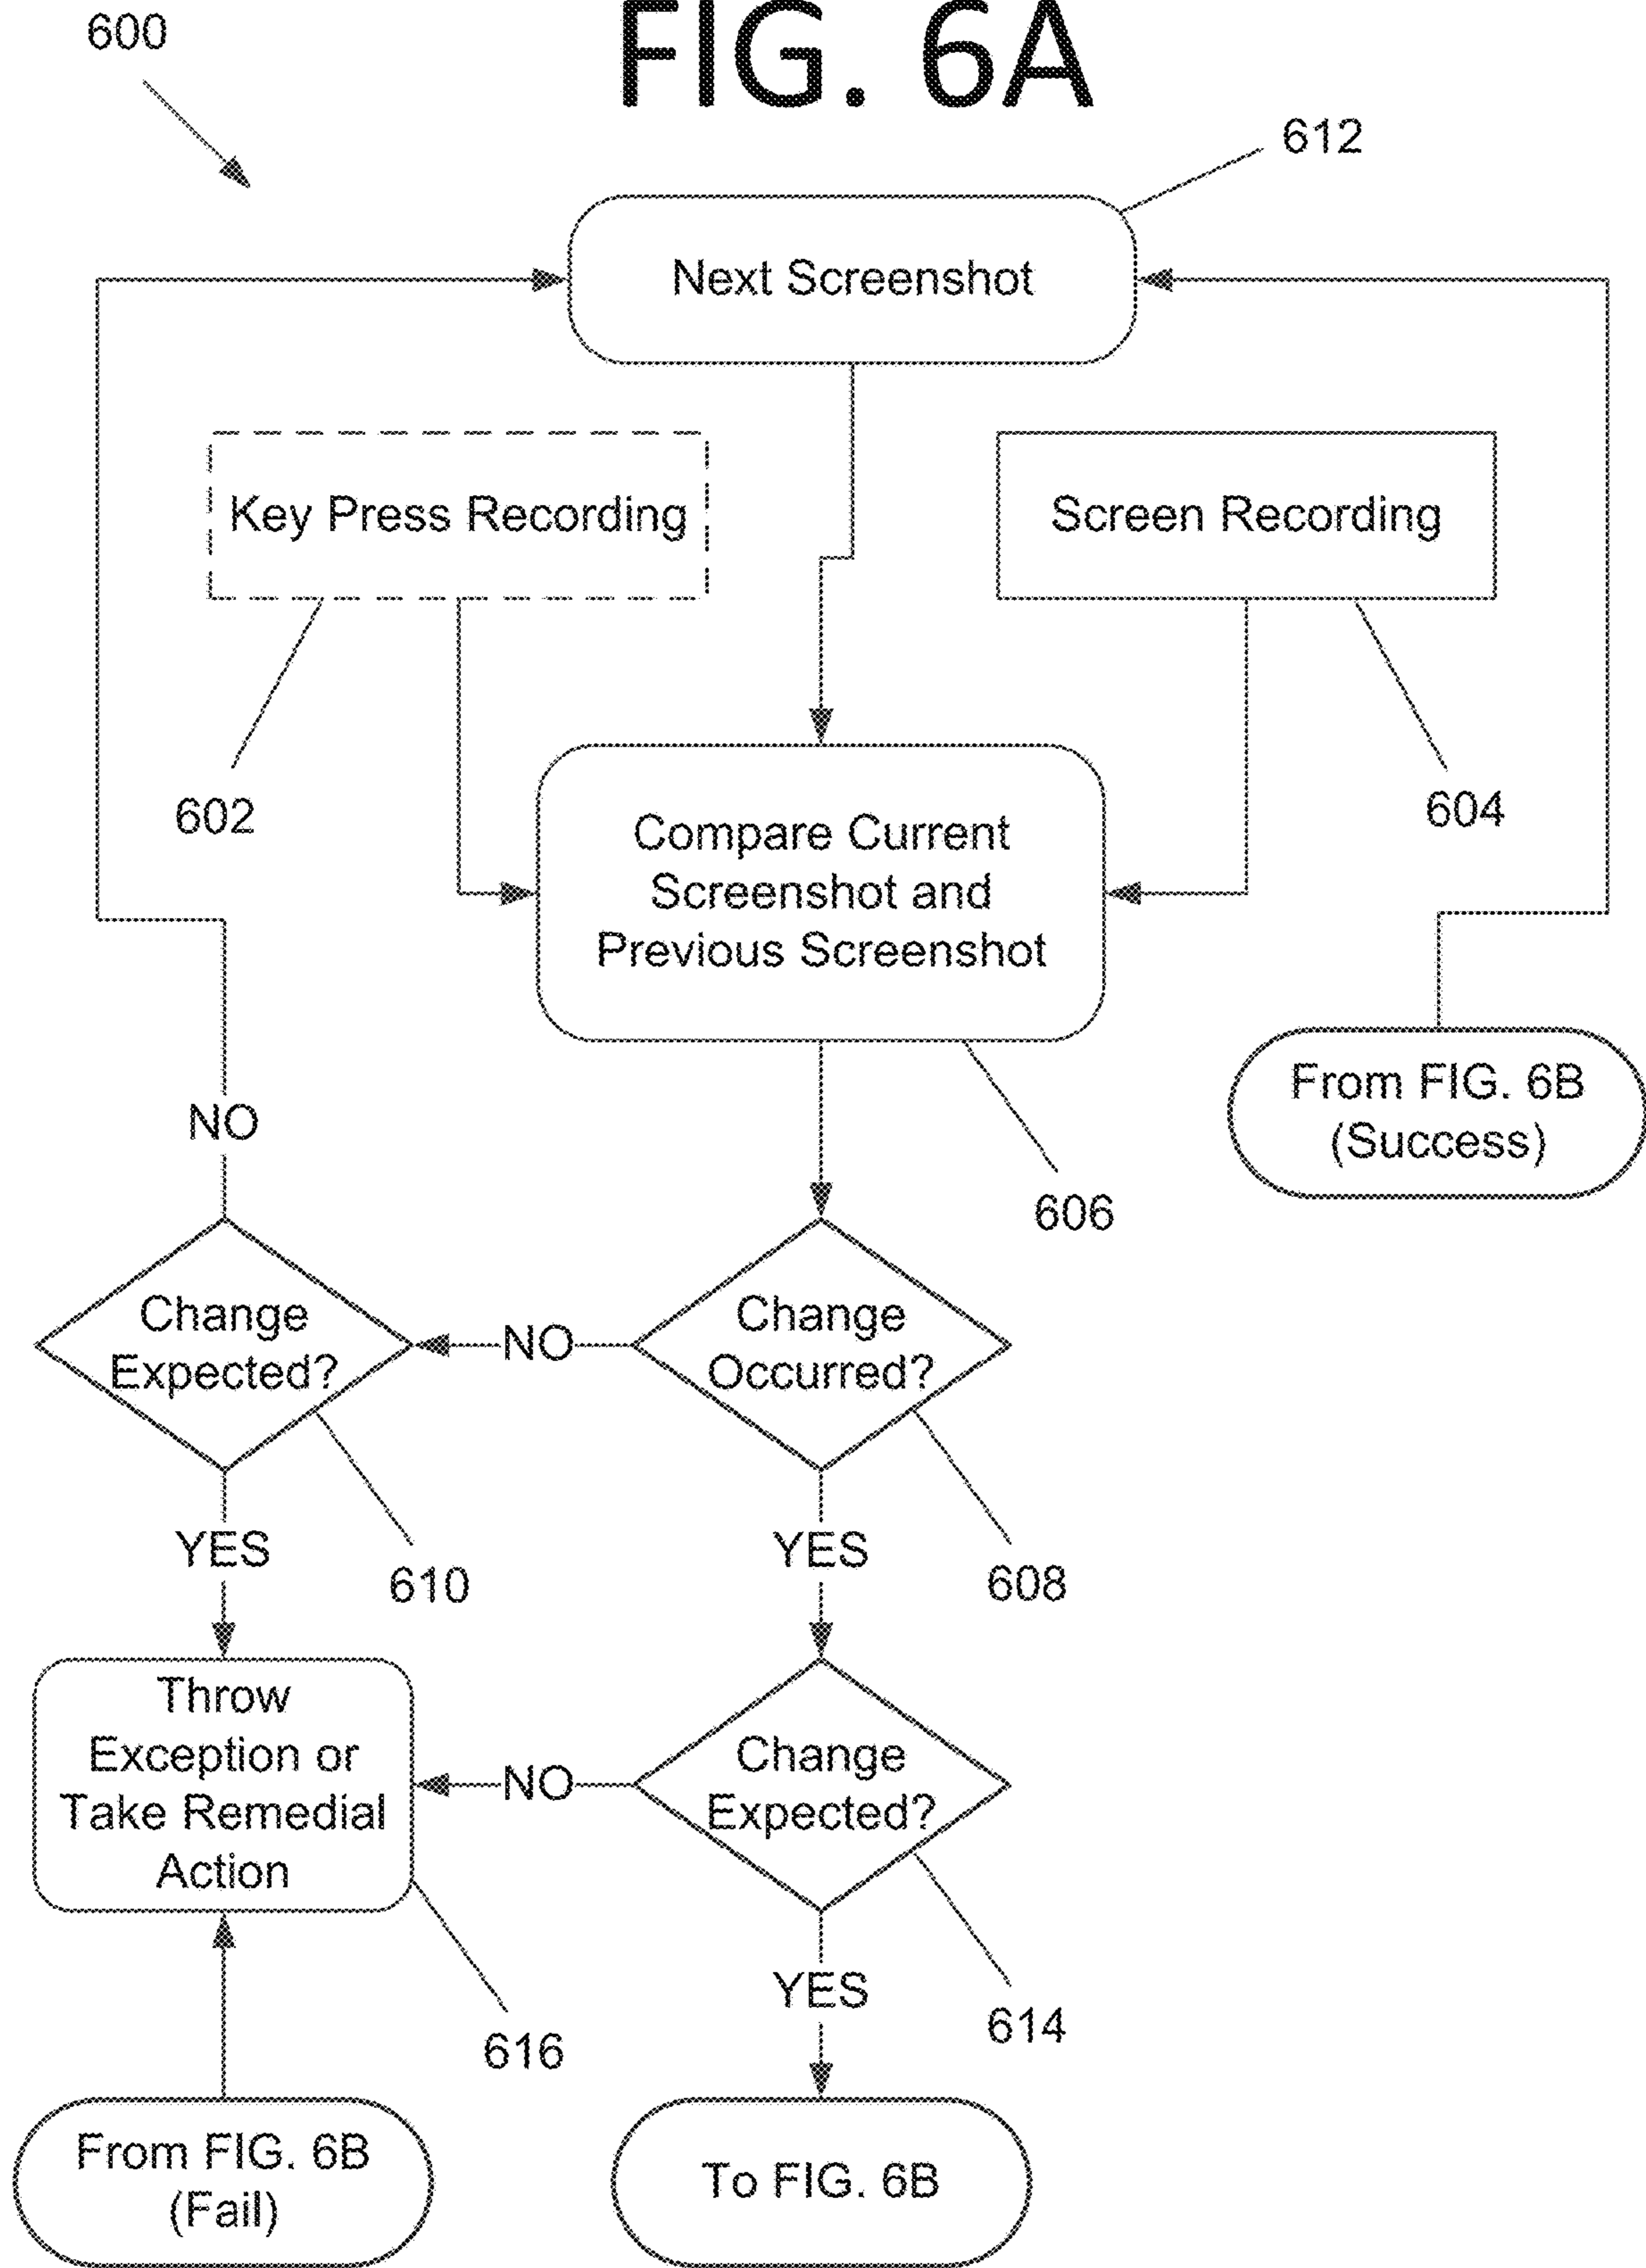 600
FIG. 6A
612
Next Screenshot
Key Press Recording
Screen Recording
602
604
Compare Current
Screenshot and
Previous Screenshot
From FIG. 6B
(Success)
NO
606
Change
Expected?
NO
Change
Occurred?
YES
610
YES
608
Throw
Exception or
Take Remedial
Action
NO
Change
Expected?
616
YES
614
From FIG. 6B
(Fail)
To FIG. 6B